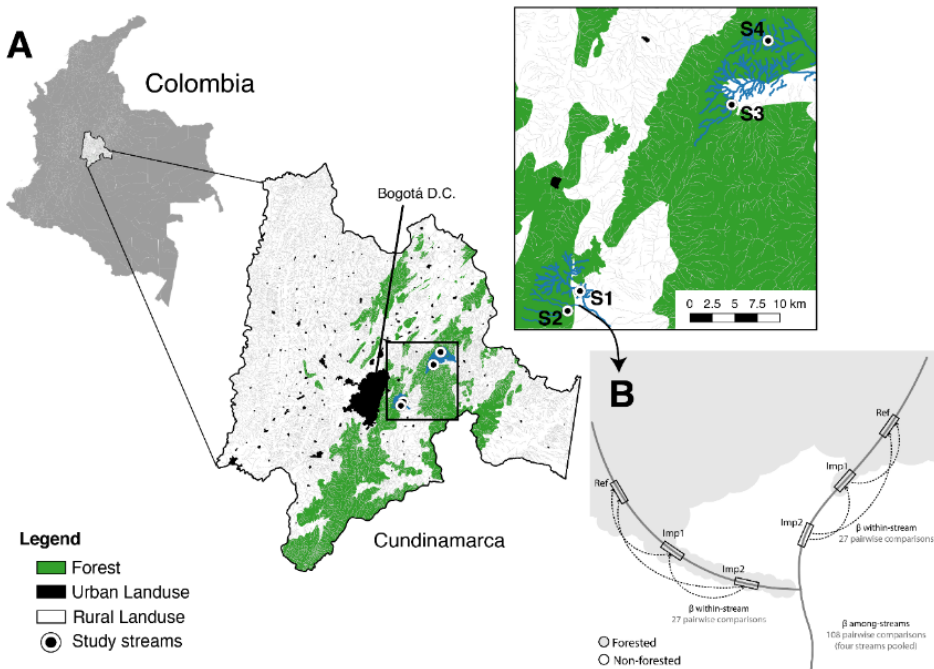 A
Colombia
Bogotá D.C.
Cundinamarca
Legend
Forest
Urban Landuse
Rural Landuse
Study streams
S4
S3
S1
S2
0 2.5 5 7.5 10 km
B
Ref
Imp1
Imp2
β within-stream
27 pairwise comparisons
Ref
Imp1
Imp2
β within-stream
27 pairwise comparisons
β among-streams
108 pairwise comparisons
(four streams pooled)
Forested
Non-forested